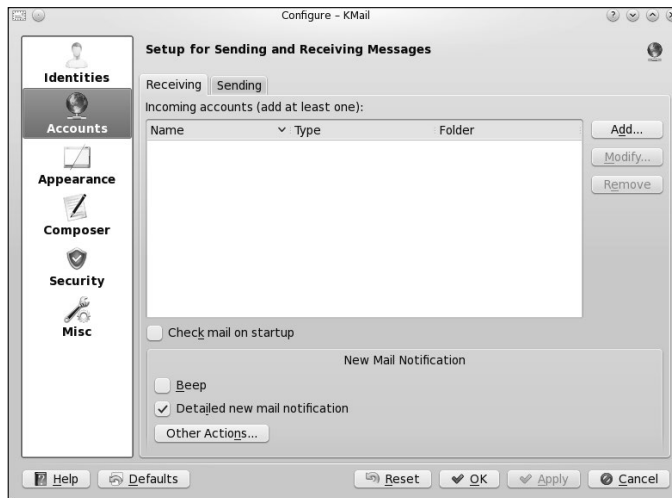 Configure – KMail
Identities
Accounts
Appearance
Composer
Security
Misc
Setup for Sending and Receiving Messages
Receiving Sending
Incoming accounts (add at least one):
Name Type Folder
Add...
Modify...
Remove
Check mail on startup
New Mail Notification
Beep
Detailed new mail notification
Other Actions...
Help Defaults Reset OK Apply Cancel